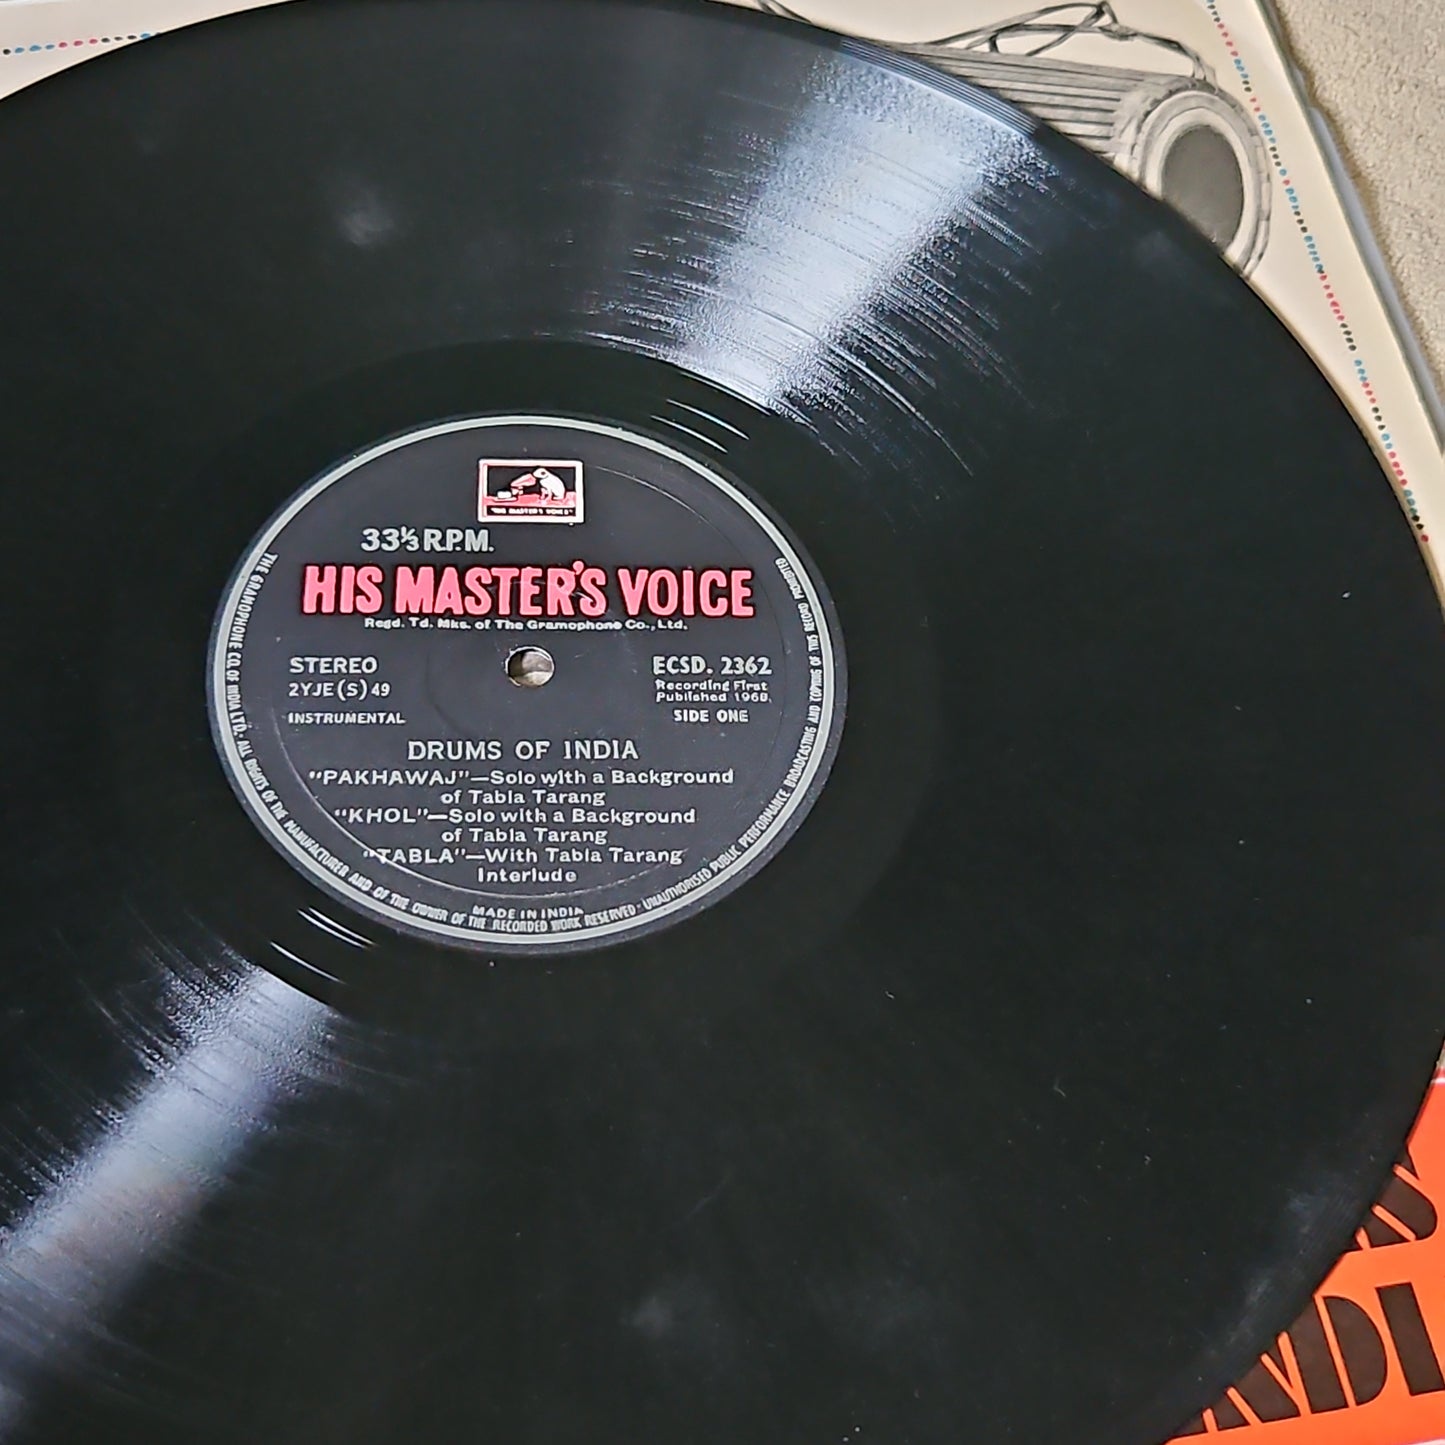 "HIS MASTER'S VOICE"
33⅓ R.P.M.
HIS MASTER'S VOICE
Regd. Td. Mks. of The Gramophone Co., Ltd.
STEREO
2YJE(S) 49
INSTRUMENTAL
ECSD. 2362
Recording First
Published 1968.
SIDE ONE
DRUMS OF INDIA
"PAKHAWAJ"—Solo with a Background
of Tabla Tarang
"KHOL"—Solo with a Background
of Tabla Tarang
"TABLA"—With Tabla Tarang
Interlude
MADE IN INDIA
THE GRAMOPHONE CO. OF INDIA LTD. ALL RIGHTS OF THE MANUFACTURER AND OF THE OWNER OF THE RECORDED WORK RESERVED · UNAUTHORISED PUBLIC PERFORMANCE BROADCASTING AND COPYING OF THIS RECORD PROHIBITED